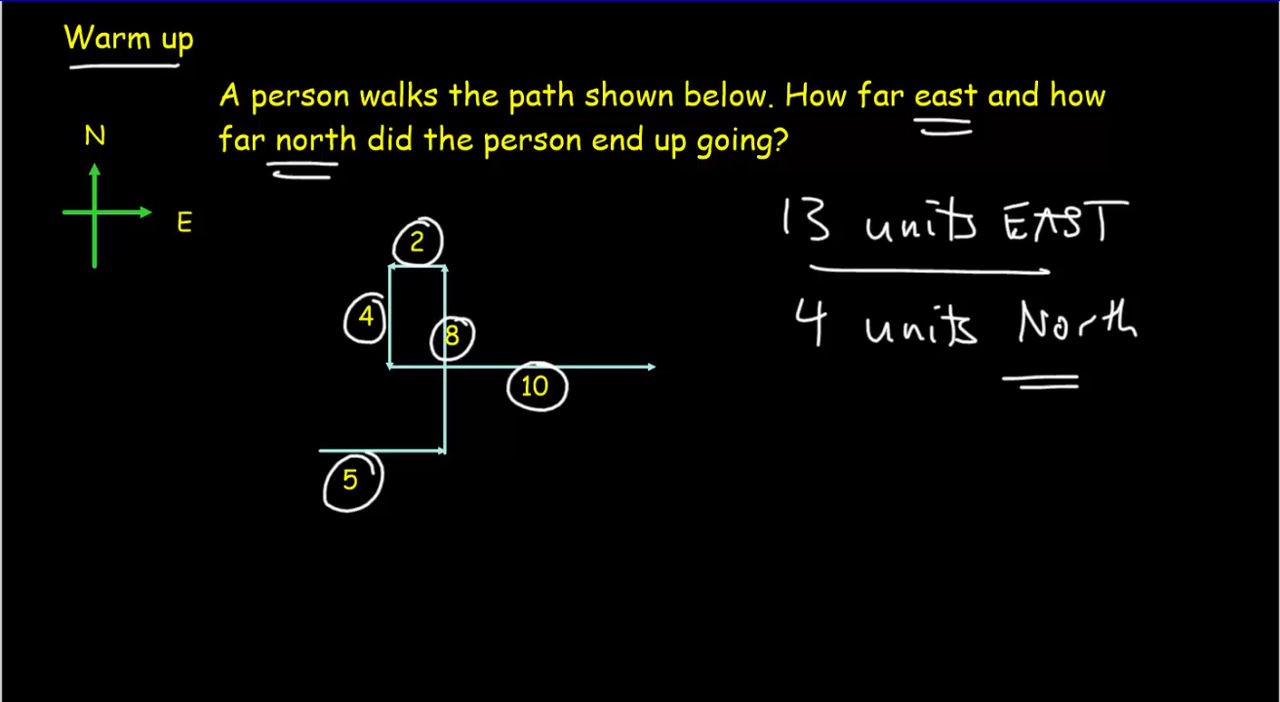 Warm up
A person walks the path shown below. How far east and how
far north did the person end up going?
N
E
13 units EAST
4 units North
2
4
8
10
5